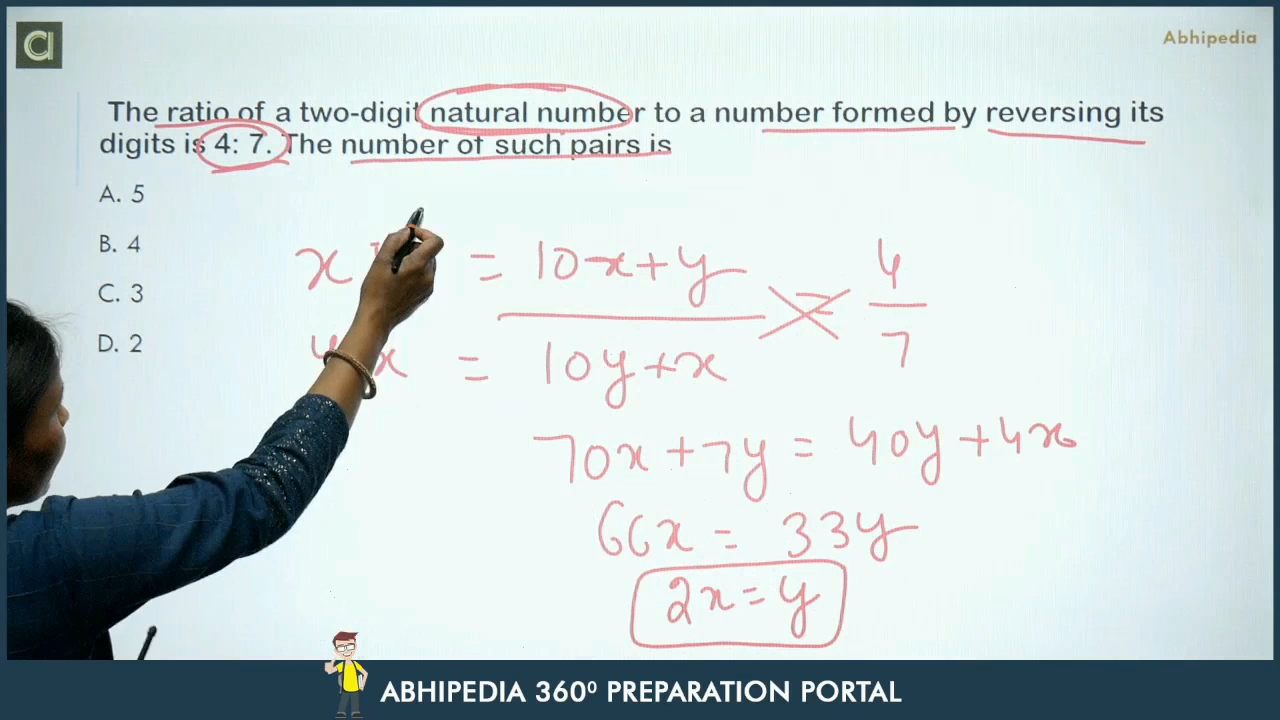 Abhipedia
The ratio of a two-digit natural number to a number formed by reversing its
digits is 4: 7. The number of such pairs is
A. 5
B. 4
C. 3
D. 2
x = 10x+y 4
x = 10y+x 7
70x+7y = 40y+4x
66x = 33y
2x=y
ABHIPEDIA 360⁰ PREPARATION PORTAL